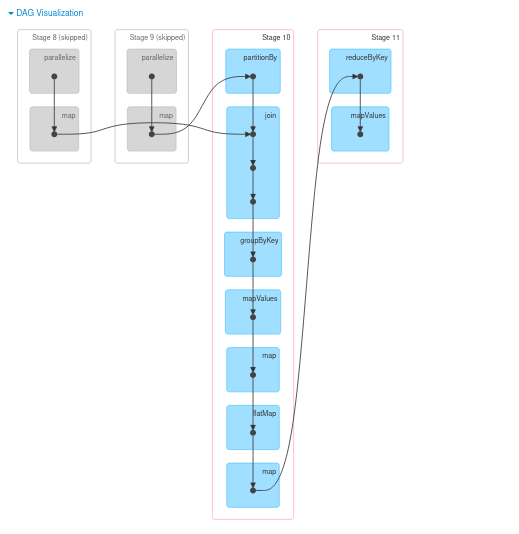 DAG Visualization
Stage 8 (skipped)
parallelize
map
Stage 9 (skipped)
parallelize
map
Stage 10
partitionBy
join
groupByKey
mapValues
map
flatMap
map
Stage 11
reduceByKey
mapValues